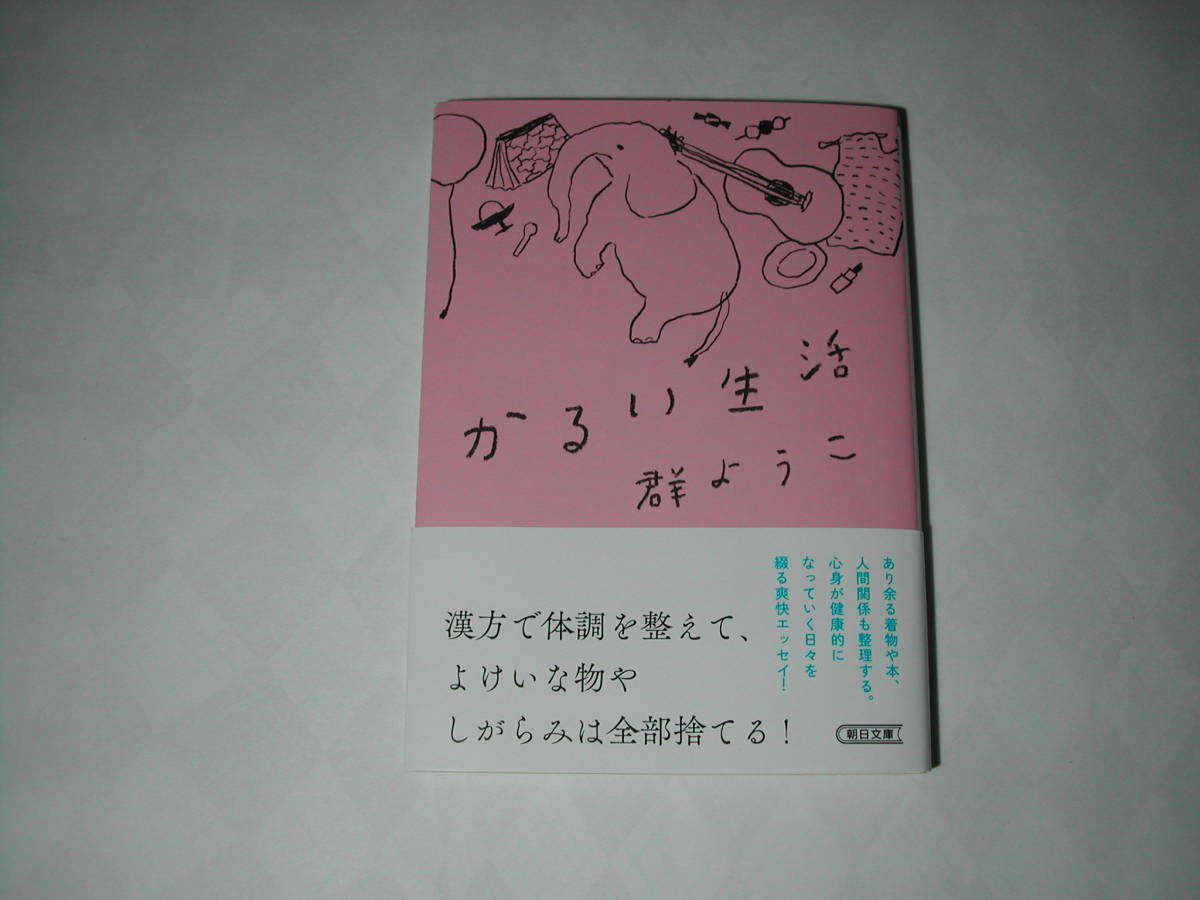 かるい生活
群ようこ
あり余る着物や本、
人間関係も整理する。
心身が健康的に
なっていく日々を
綴る爽快エッセイ!
漢方で体調を整えて、
よけいな物や
しがらみは全部捨てる!
朝日文庫